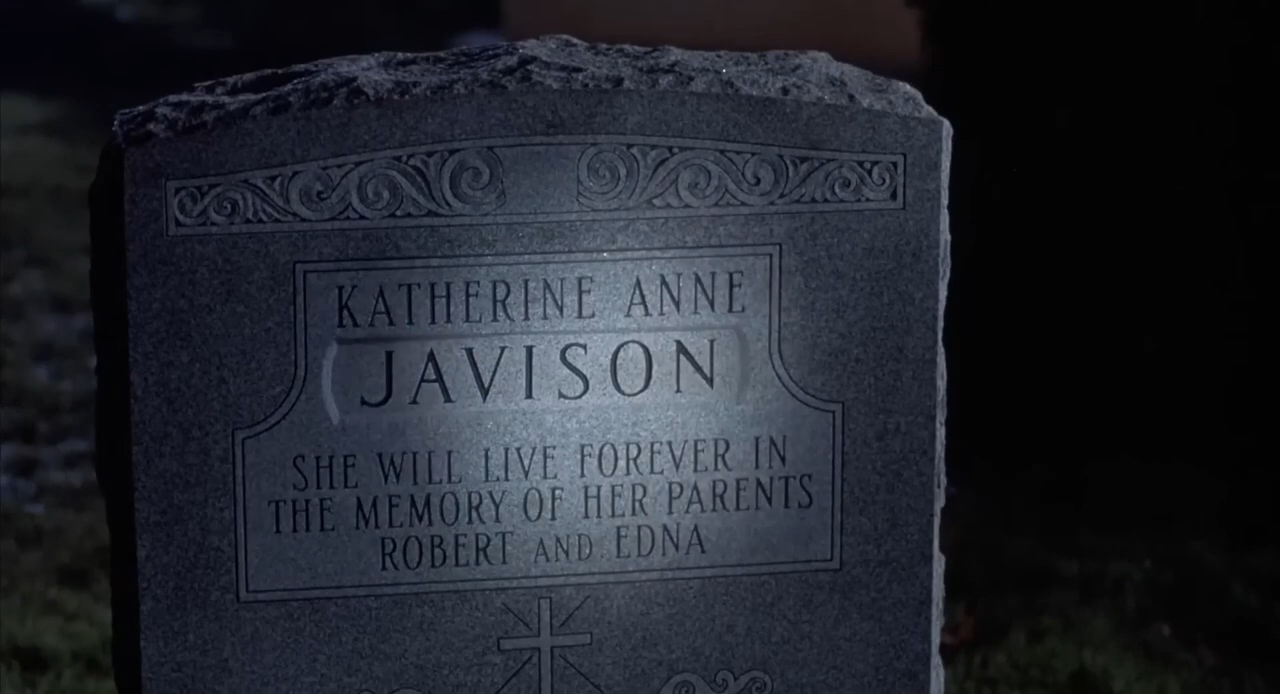 KATHERINE ANNE
JAVISON
SHE WILL LIVE FOREVER IN
THE MEMORY OF HER PARENTS
ROBERT AND EDNA